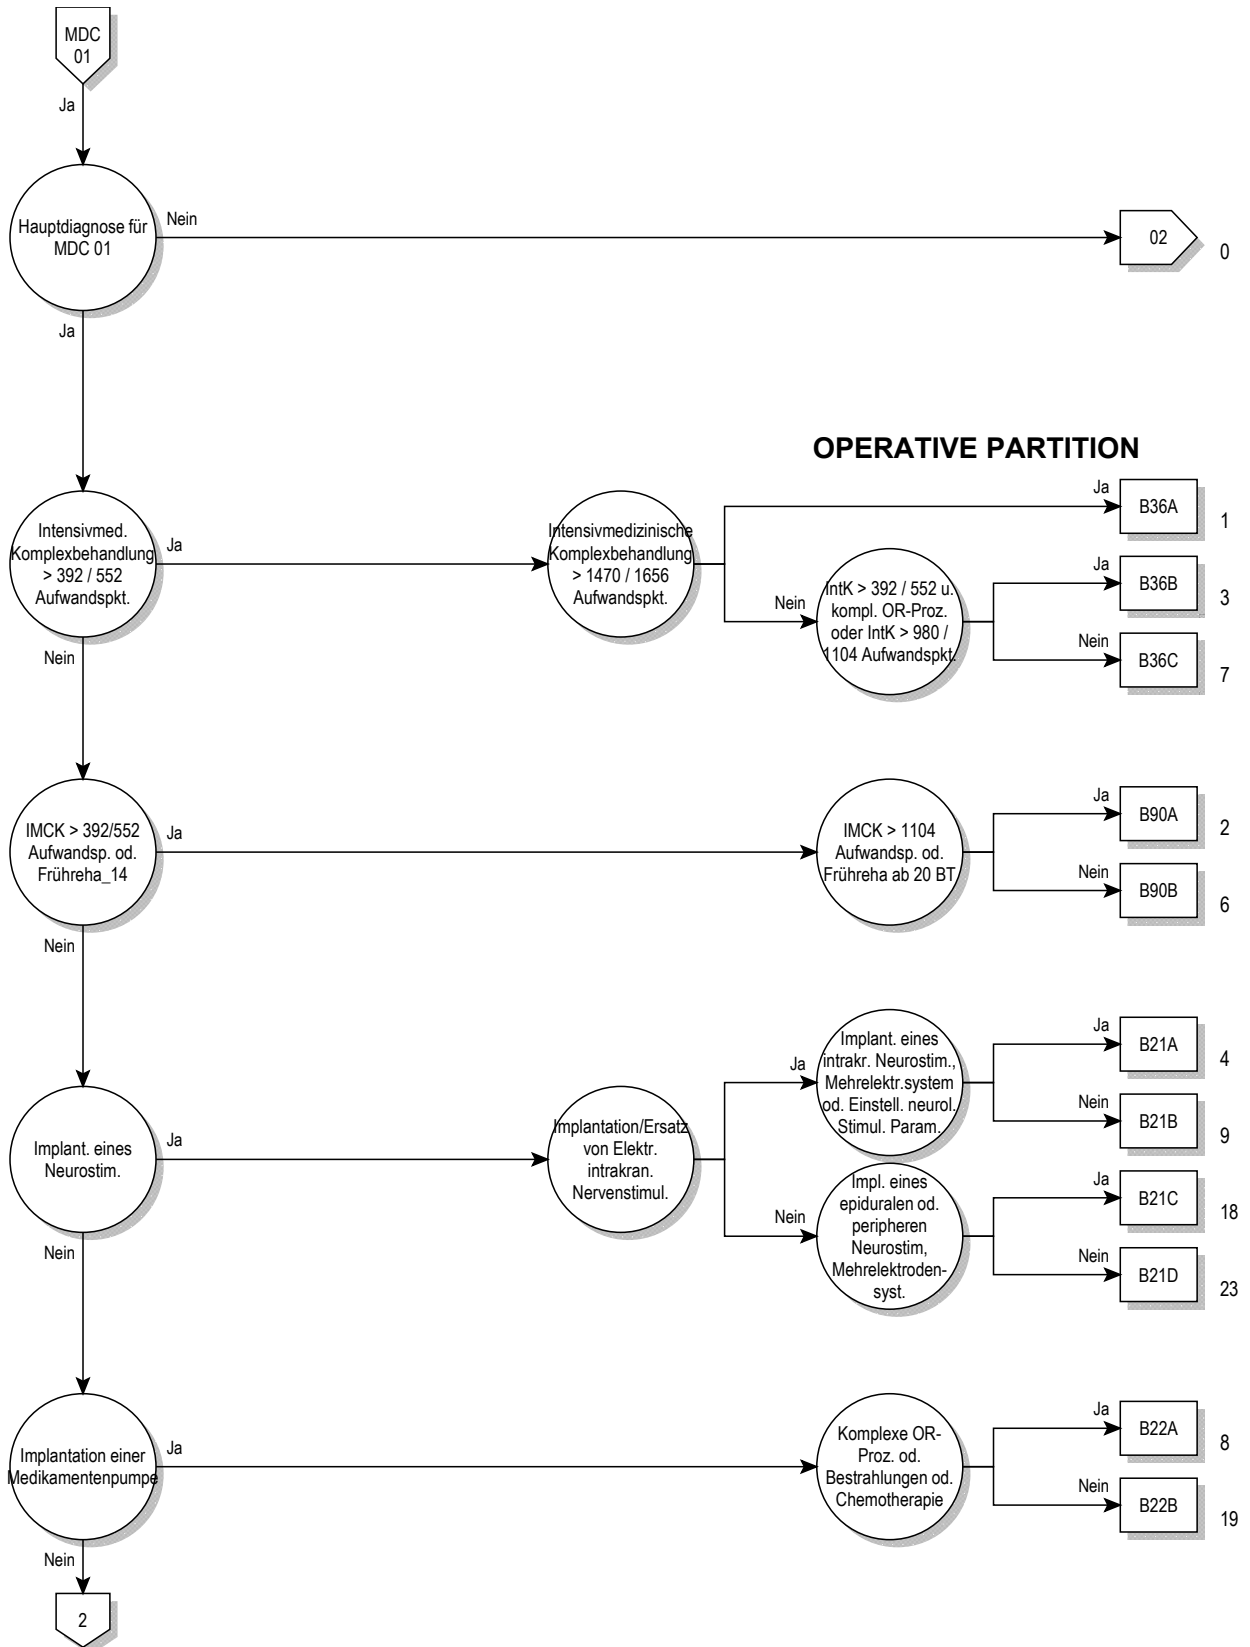 MDC
01
Ja
Hauptdiagnose für
MDC 01
Nein
02
0
Ja
OPERATIVE PARTITION
Intensivmed.
Komplexbehandlung
> 392 / 552
Aufwandspkt.
Ja
Intensivmedizinische
Komplexbehandlung
> 1470 / 1656
Aufwandspkt.
Ja
B36A
1
Nein
IntK > 392 / 552 u.
kompl. OR-Proz.
oder IntK > 980 /
1104 Aufwandspkt.
Ja
B36B
3
Nein
B36C
7
Nein
IMCK > 392/552
Aufwandsp. od.
Frühreha_14
Ja
IMCK > 1104
Aufwandsp. od.
Frühreha ab 20 BT
Ja
B90A
2
Nein
B90B
6
Nein
Implant. eines
Neurostim.
Ja
Implantation/Ersatz
von Elektr.
intrakran.
Nervenstimul.
Ja
Implant. eines
intrakr. Neurostim.,
Mehrelektr.system
od. Einstell. neurol.
Stimul. Param.
Ja
B21A
4
Nein
B21B
9
Nein
Impl. eines
epiduralen od.
peripheren
Neurostim,
Mehrelektroden-
syst.
Ja
B21C
18
Nein
B21D
23
Nein
Implantation einer
Medikamentenpumpe
Ja
Komplexe OR-
Proz. od.
Bestrahlungen od.
Chemotherapie
Ja
B22A
8
Nein
B22B
19
Nein
2